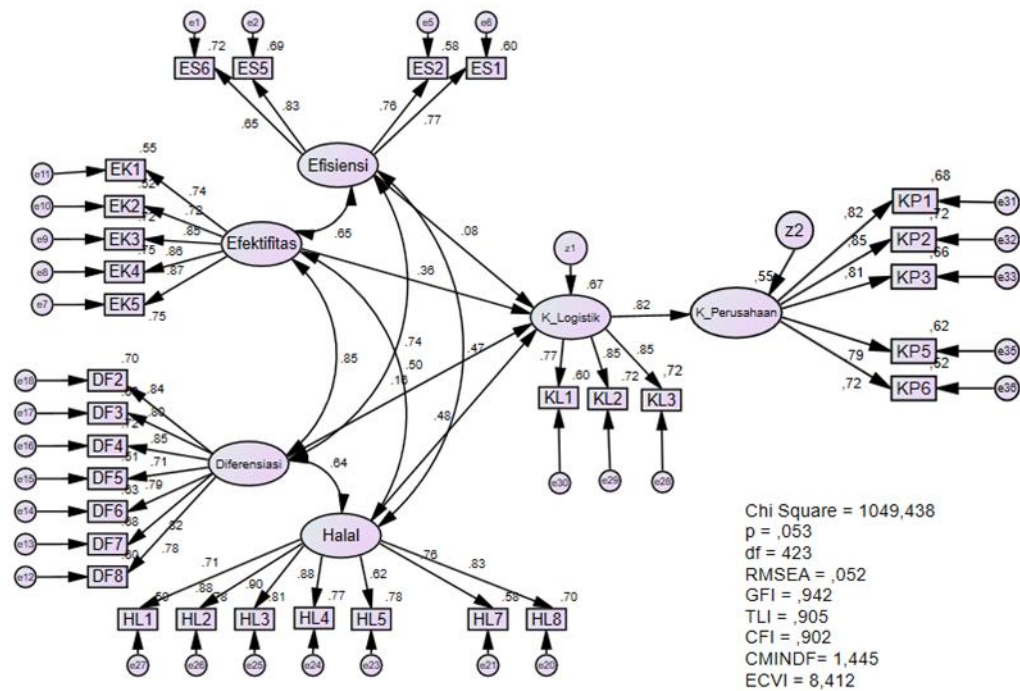 e1
e2
e5
e6
.72
.69
.58
.60
ES6
ES5
ES2
ES1
.83
.76
.65
.77
Efisiensi
.55
e11
EK1
.74
e10
EK2
.72
e9
EK3
.85
.75
e8
EK4
.86
e7
EK5
.87
.75
Efektifitas
.65
.08
.36
z1
.67
K_Logistik
.82
z2
,55
K_Perusahaan
,68
KP1
e31
,82
,72
KP2
e32
,85
,66
KP3
e33
,81
,62
KP5
e35
,79
KP6
e36
,72
.85
.74
.50
.47
.48
.77
.85
.85
.60
.72
,72
KL1
KL2
KL3
e30
e29
e28
.70
e18
DF2
.84
e17
DF3
e16
DF4
.85
e15
DF5
.71
e14
DF6
.79
e13
DF7
e12
DF8
.78
Diferensiasi
.64
Halal
.71
.88
.90
.88
.62
.76
.83
.77
.78
.58
.70
HL1
HL2
HL3
HL4
HL5
HL7
HL8
e27
e26
e25
e24
e23
e21
e20
Chi Square = 1049,438
p = ,053
df = 423
RMSEA = ,052
GFI = ,942
TLI = ,905
CFI = ,902
CMINDF= 1,445
ECVI = 8,412